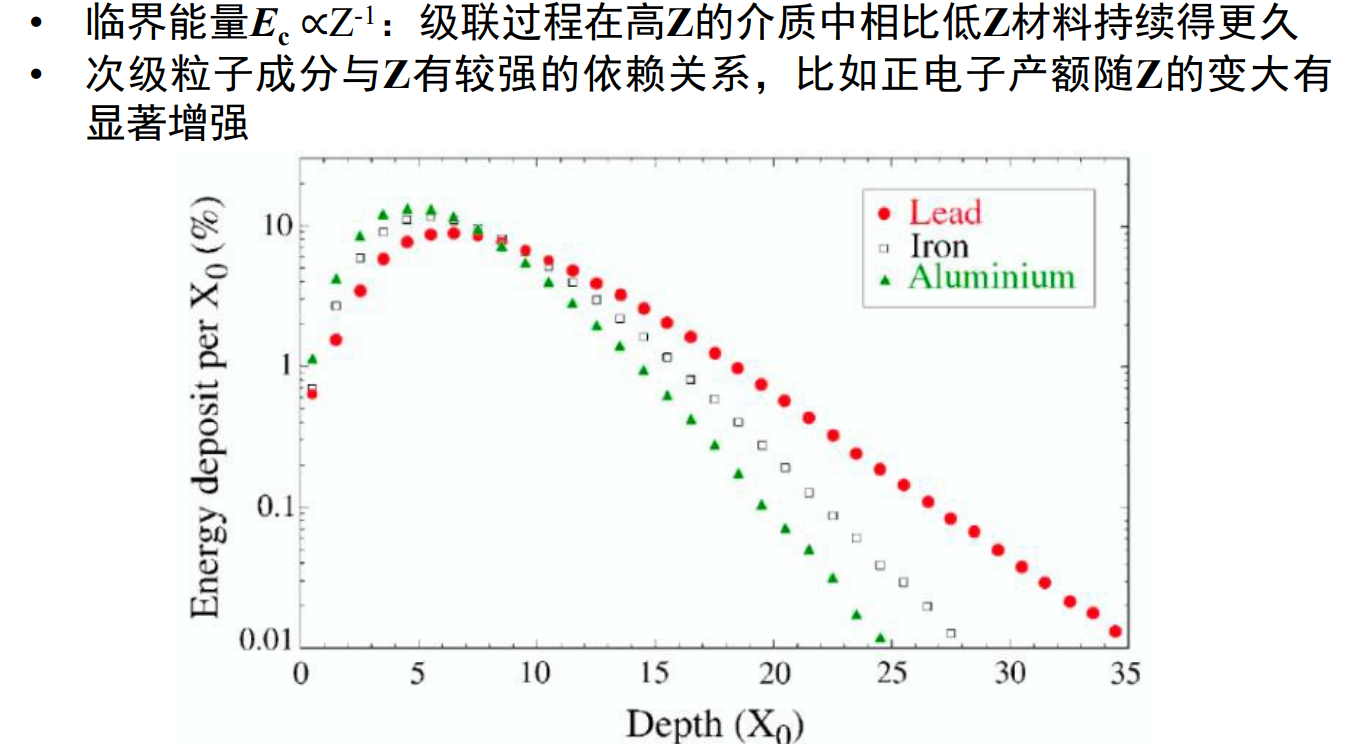 • 临界能量Ec ∝Z-1：级联过程在高Z的介质中相比低Z材料持续得更久
• 次级粒子成分与Z有较强的依赖关系，比如正电子产额随Z的变大有
显著增强
Energy deposit per X0 (%)
10
1
0.1
0.01
Lead
Iron
Aluminium
0 5 10 15 20 25 30 35
Depth (X0)